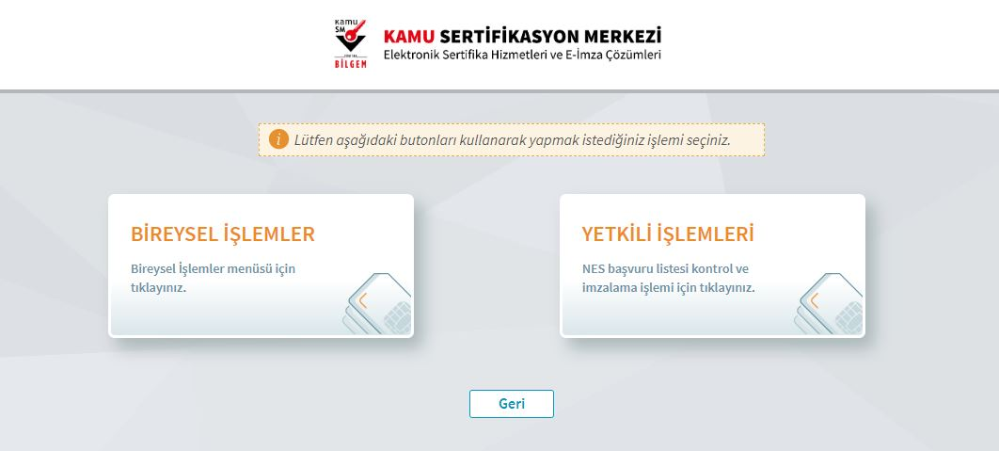 Kamu
SM
BİLGEM
KAMU SERTİFİKASYON MERKEZİ
Elektronik Sertifika Hizmetleri ve E-İmza Çözümleri
i Lütfen aşağıdaki butonları kullanarak yapmak istediğiniz işlemi seçiniz.
BİREYSEL İŞLEMLER
Bireysel İşlemler menüsü için
tıklayınız.
YETKİLİ İŞLEMLERİ
NES başvuru listesi kontrol ve
imzalama işlemi için tıklayınız.
Geri